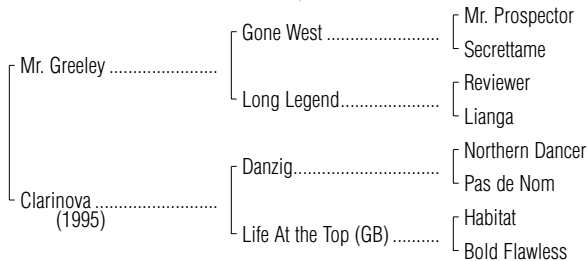 Mr. Prospector
Gone West ......................
Secrettame
Mr. Greeley .....................
Reviewer
Long Legend...................
Lianga
Northern Dancer
Danzig............................
Pas de Nom
Clarinova ........................
(1995)
Habitat
Life At the Top (GB) ..........
Bold Flawless